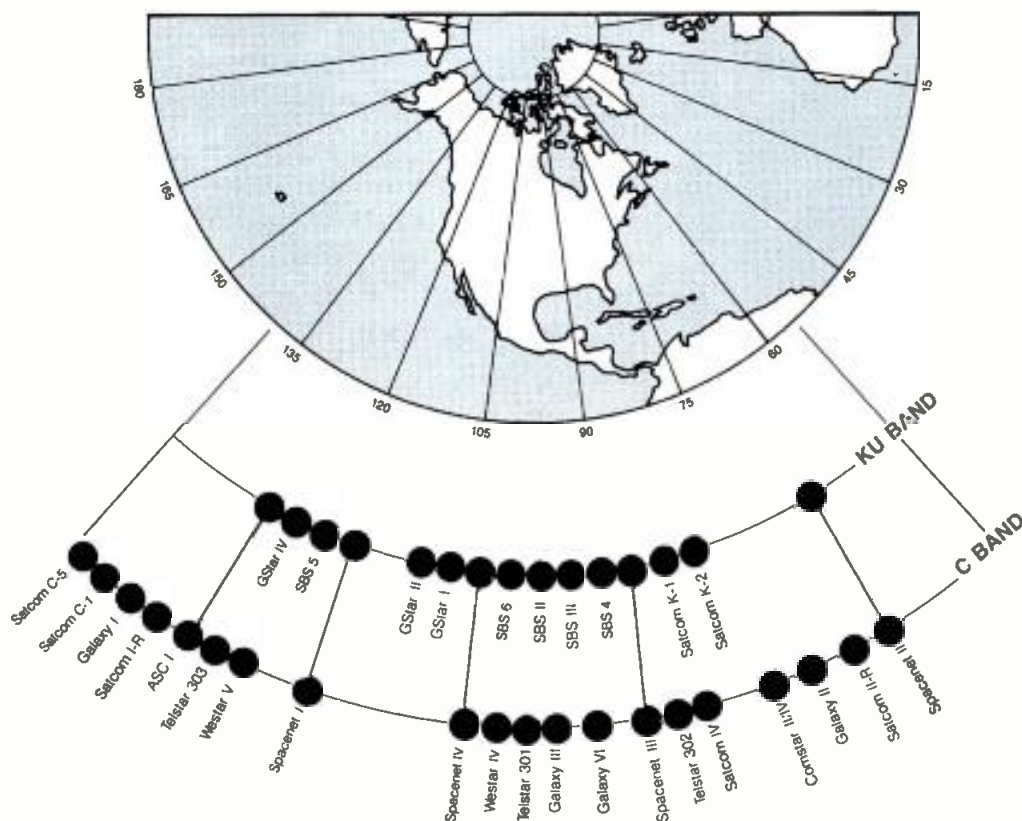 180
165
150
135
120
105
90
75
60
45
30
15
KU BAND
C BAND
GStar IV
SBS 5
GStar II
GStar I
SBS 6
SBS II
SBS III
SBS 4
Satcom K-1
Satcom K-2
Satcom C-5
Satcom C-1
Galaxy I
Satcom I-R
ASC I
Telstar 303
Westar V
Spacenet I
Spacenet IV
Westar IV
Telstar 301
Galaxy III
Galaxy VI
Spacenet III
Telstar 302
Satcom IV
Comstar II/IV
Galaxy II
Satcom II-R
Spacenet II